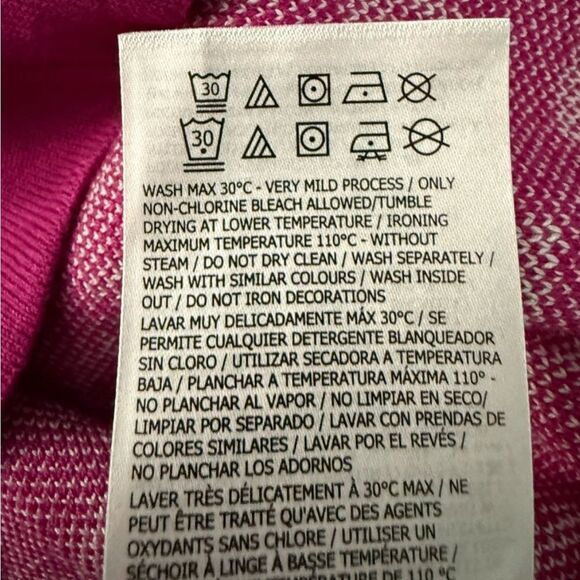 30
30
WASH MAX 30°C - VERY MILD PROCESS / ONLY
NON-CHLORINE BLEACH ALLOWED/TUMBLE
DRYING AT LOWER TEMPERATURE / IRONING
MAXIMUM TEMPERATURE 110°C - WITHOUT
STEAM / DO NOT DRY CLEAN / WASH SEPARATELY /
WASH WITH SIMILAR COLOURS / WASH INSIDE
OUT / DO NOT IRON DECORATIONS
LAVAR MUY DELICADAMENTE MÁX 30°C / SE
PERMITE CUALQUIER DETERGENTE BLANQUEADOR
SIN CLORO / UTILIZAR SECADORA A TEMPERATURA
BAJA / PLANCHAR A TEMPERATURA MÁXIMA 110° -
NO PLANCHAR AL VAPOR / NO LIMPIAR EN SECO/
LIMPIAR POR SEPARADO / LAVAR CON PRENDAS DE
COLORES SIMILARES / LAVAR POR EL REVÉS /
NO PLANCHAR LOS ADORNOS
LAVER TRÈS DÉLICATEMENT À 30°C MAX / NE
PEUT ÊTRE TRAITÉ QU'AVEC DES AGENTS
OXYDANTS SANS CHLORE / UTILISER UN
SÉCHOIR À LINGE À BASSE TEMPÉRATURE /
TEMPÉRATURE DE 110 °C